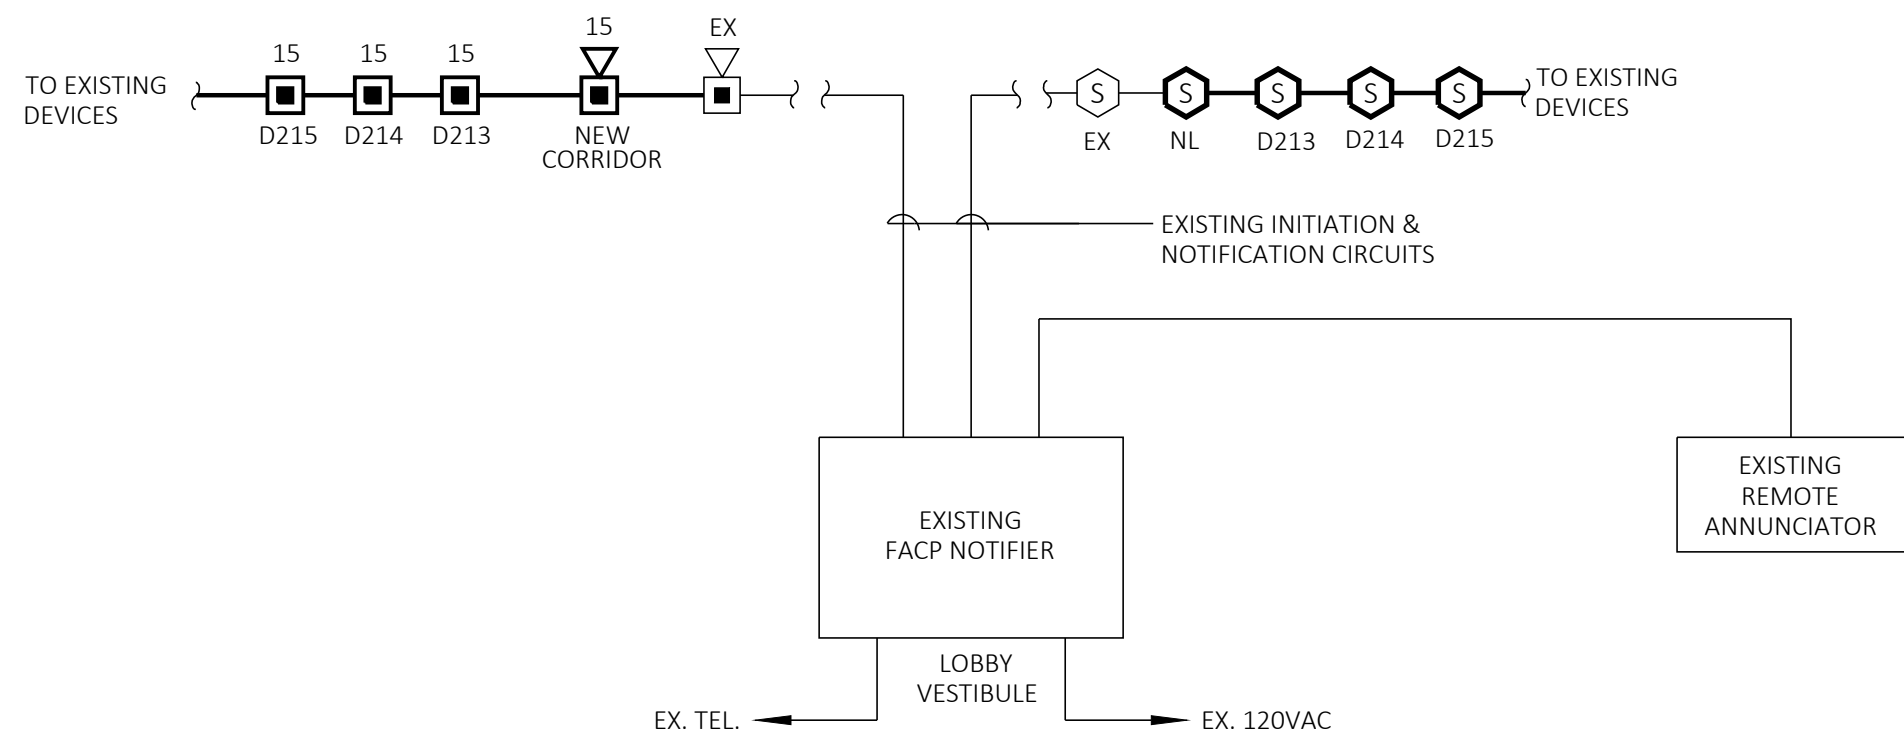 15
EX
15
15
15
TO EXISTING
DEVICES
D215
D214
D213
NEW
CORRIDOR
S
S
S
S
S
EX
NL
D213
D214
D215
TO EXISTING
DEVICES
EXISTING INITIATION &
NOTIFICATION CIRCUITS
EXISTING
FACP NOTIFIER
EXISTING
REMOTE
ANNUNCIATOR
LOBBY
VESTIBULE
EX. TEL.
EX. 120VAC